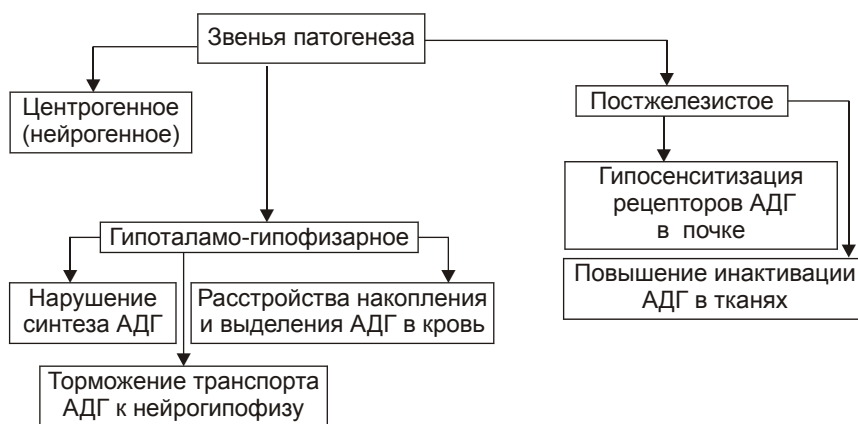 Звенья патогенеза
Центрогенное
(нейрогенное)
Постжелезистое
Гипосенситизация
рецепторов АДГ
в почке
Повышение инактивации
АДГ в тканях
Гипоталамо-гипофизарное
Нарушение
синтеза АДГ
Расстройства накопления
и выделения АДГ в кровь
Торможение транспорта
АДГ к нейрогипофизу